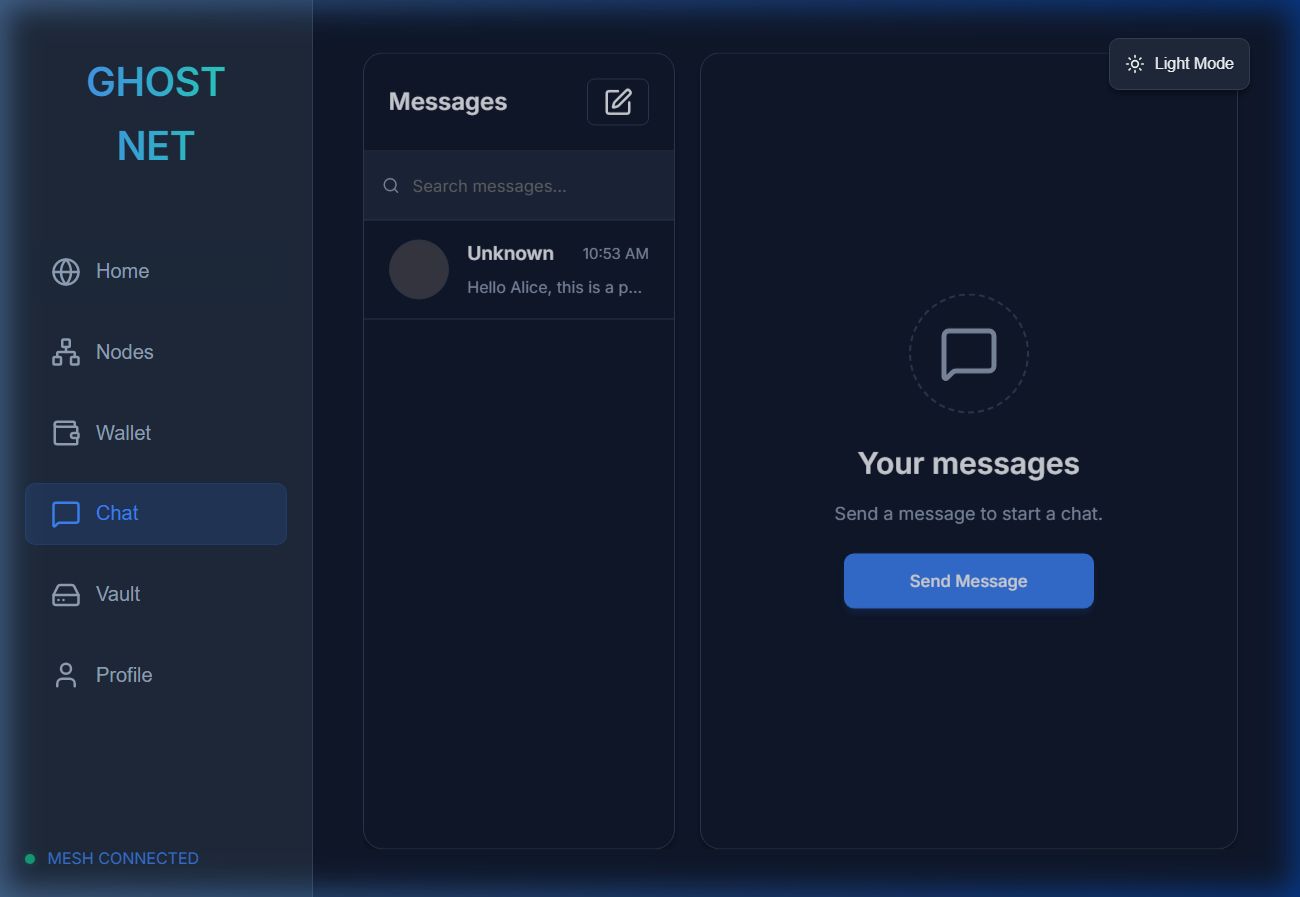 GHOST
NET
Home
Nodes
Wallet
Chat
Vault
Profile
MESH CONNECTED
Messages
Search messages...
Unknown 10:53 AM
Hello Alice, this is a p...
Light Mode
Your messages
Send a message to start a chat.
Send Message